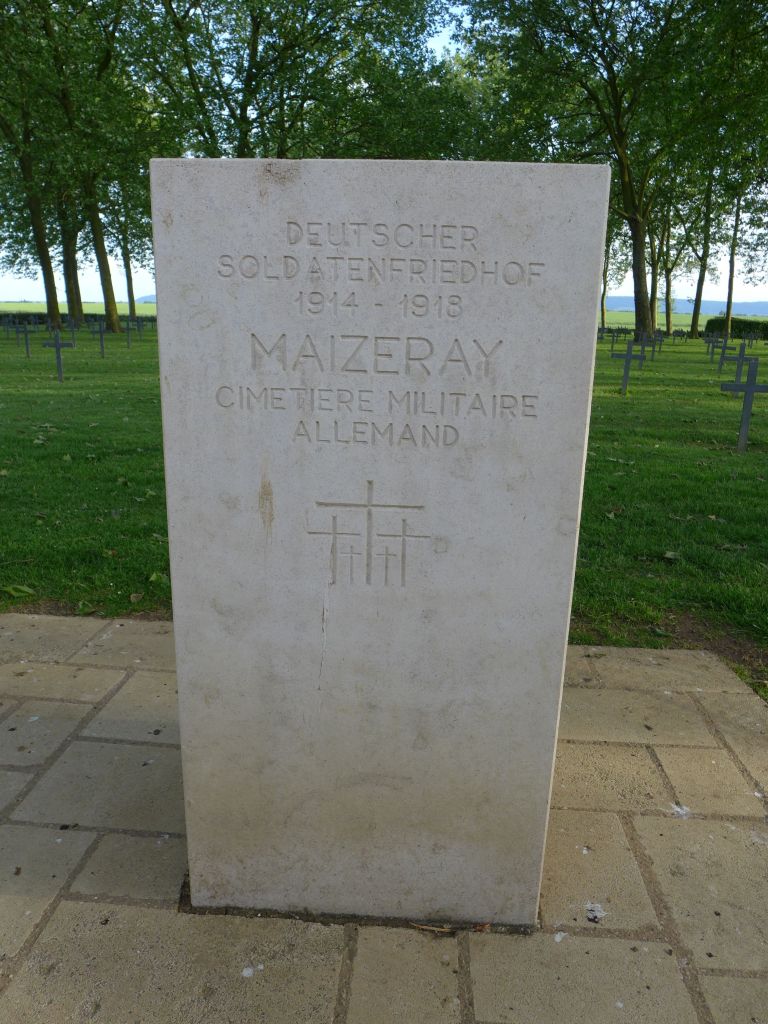 DEUTSCHER
SOLDATENFRIEDHOF
1914 - 1918
MAIZERAY
CIMETIERE MILITAIRE
ALLEMAND